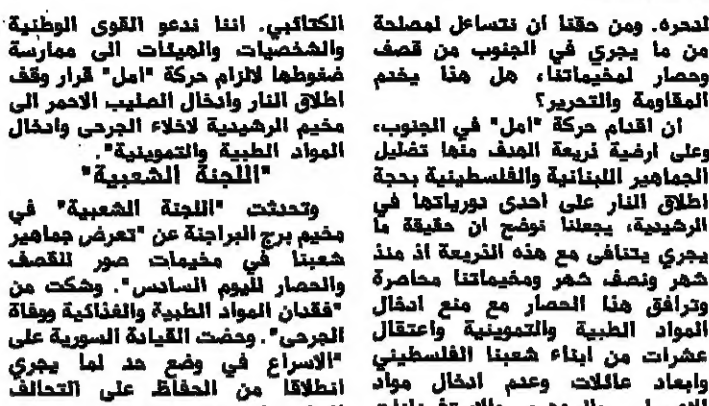 لدحره. ومن حقنا ان نتساءل لمصلحة
من ما يجري في الجنوب من قصف
وحصار لمخيماتنا، هل هذا يخدم
المقاومة والتحرير؟
ان اقدام حركة "امل" في الجنوب،
وعلى ارضية ذريعة الهدف منها تضليل
الجماهير اللبنانية والفلسطينية بحجة
اطلاق النار على احدى دورياتها في
الرشيدية، يجعلنا نوضح ان حقيقة ما
يجري يتنافى مع هذه الذريعة اذ منذ
شهر ونصف شهر ومخيماتنا محاصرة
وترافق هذا الحصار مع منع ادخال
المواد الطبية والتموينية واعتقال
عشرات من ابناء شعبنا الفلسطيني
وابعاد عائلات وعدم ادخال مواد
الكتائبي. اننا ندعو القوى الوطنية
والشخصيات والهيئات الى ممارسة
ضغوطها لالزام حركة "امل" قرار وقف
اطلاق النار وادخال الصليب الاحمر الى
مخيم الرشيدية لاخلاء الجرحى وادخال
المواد الطبية والتموينية".
"اللجنة الشعبية"
وتحدثت "اللجنة الشعبية" في
مخيم برج البراجنة عن "تعرض جماهير
شعبنا في مخيمات صور للقصف
والحصار لليوم السادس". وشكت من
"فقدان المواد الطبية والغذائية ووفاة
الجرحى". وحضت القيادة السورية على
"الاسراع في وضع حد لما يجري
انطلاقا من الحفاظ على التحالف